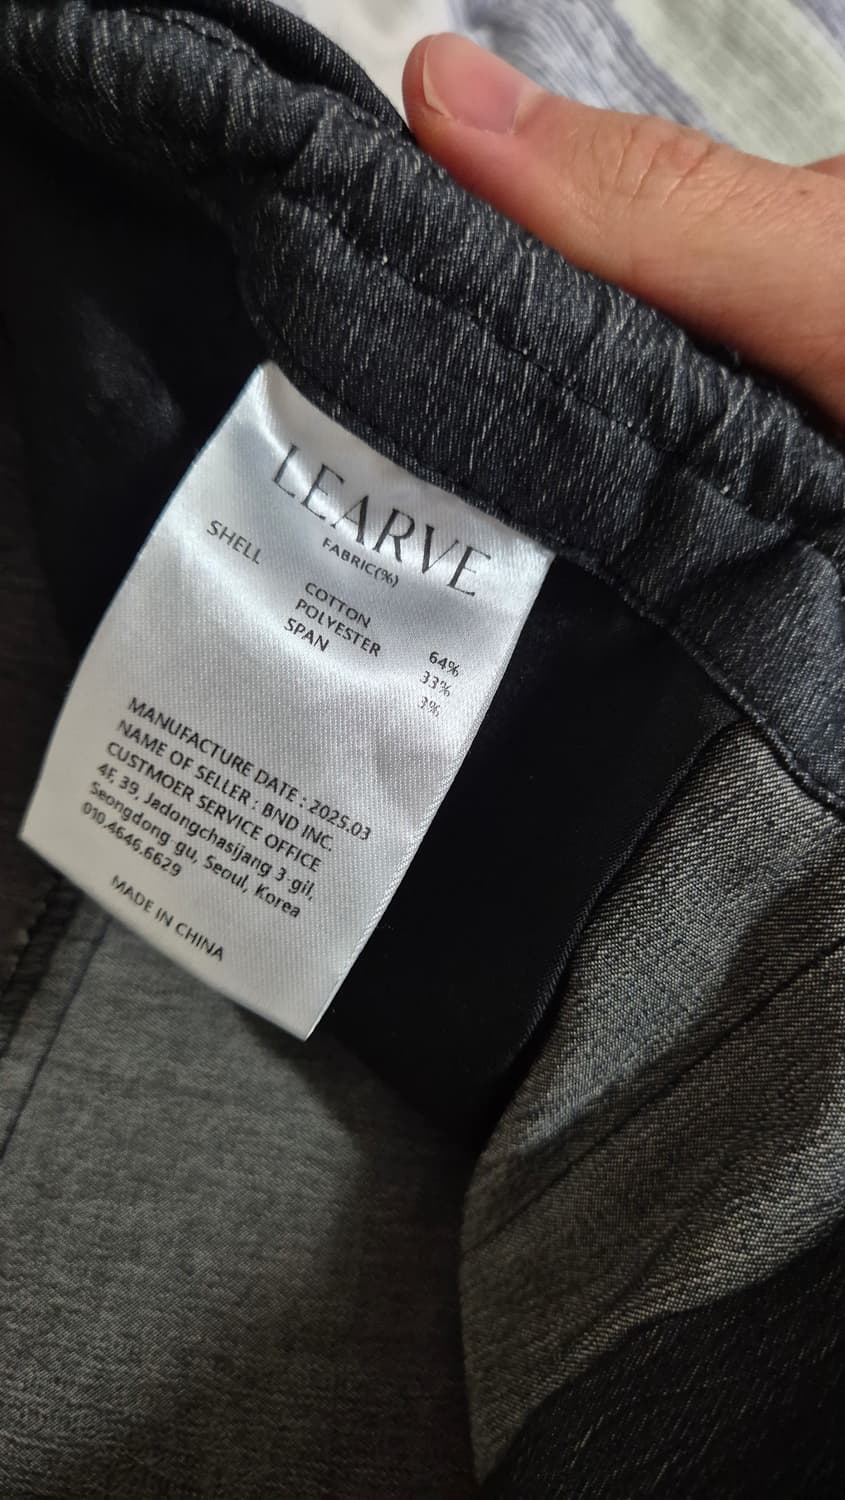 LEARVE
FABRIC(%)
SHELL
COTTON 64%
POLYESTER 33%
SPAN 3%
MANUFACTURE DATE : 2025.03
NAME OF SELLER : BND INC.
CUSTMOER SERVICE OFFICE
4F, 39, Jadongchasijang 3 gil,
Seongdong gu, Seoul, Korea
010.4646.6629
MADE IN CHINA